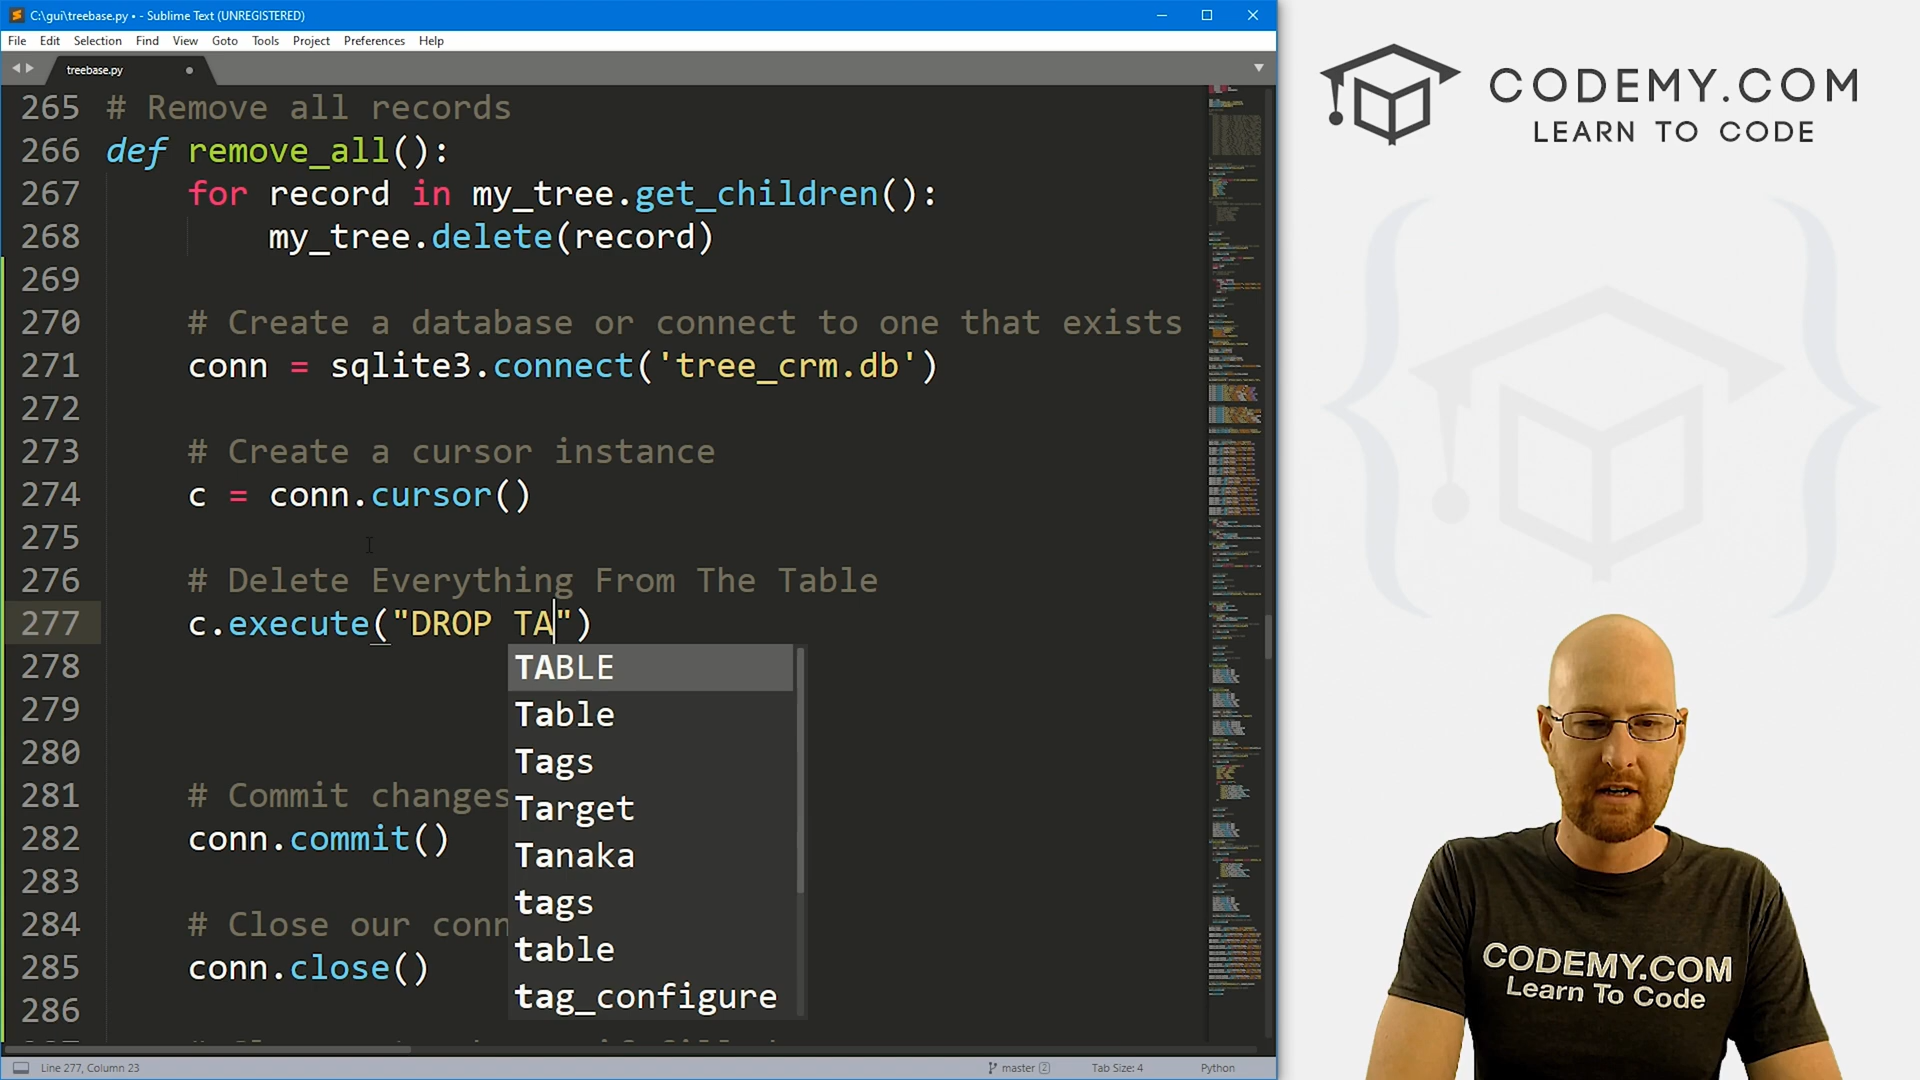 C:\gui\treebase.py • - Sublime Text (UNREGISTERED)
File Edit Selection Find View Goto Tools Project Preferences Help
treebase.py
265 # Remove all records
266 def remove_all():
267 for record in my_tree.get_children():
268 my_tree.delete(record)
269
270 # Create a database or connect to one that exists
271 conn = sqlite3.connect('tree_crm.db')
272
273 # Create a cursor instance
274 c = conn.cursor()
275
276 # Delete Everything From The Table
277 c.execute("DROP TA")
278 TABLE
279 Table
280 Tags
281 # Commit changes Target
282 conn.commit() Tanaka
283 tags
284 # Close our conn table
285 conn.close() tag_configure
286
Line 277, Column 23 master 2 Tab Size: 4 Python
CODEMY.COM
LEARN TO CODE
CODEMY.COM
Learn To Code